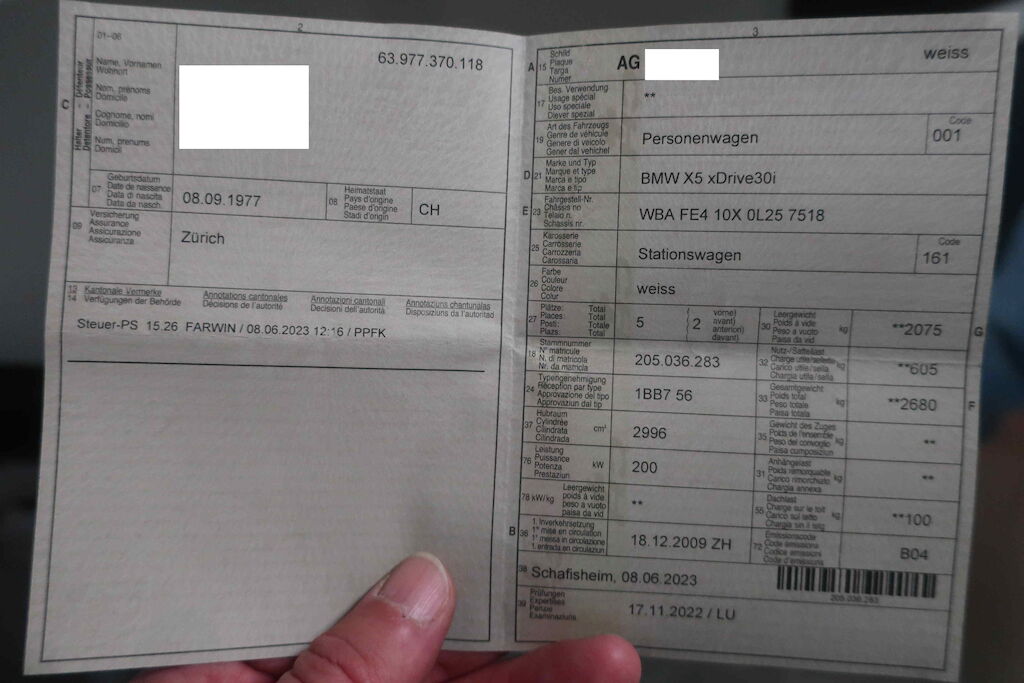 2
01-06
63.977.370.118
Name, Vornamen
Wohnort
Nom, prénoms
Domicile
Cognome, nomi
Domicilio
Num, prenums
Domicil
C
Halter - Détenteur
Detentore - Possessur
07
Geburtsdatum
Date de naissance
Data di nascita
Data da nasch.
08.09.1977
08
Heimatstaat
Pays d'origine
Paese d'origine
Stadi d'origin
CH
09
Versicherung
Assurance
Assicurazione
Assicuranza
Zürich
13 Kantonale Vermerke
14 Verfügungen der Behörde
Annotations cantonales
Décisions de l'autorité
Annotazioni cantonali
Decisioni dell'autorità
Annotaziuns chantunalas
Disposiziuns da l'autoritad
Steuer-PS 15.26 FARWIN / 08.06.2023 12:16 / PPFK
3
A 15
Schild
Plaque
Targa
Numer
AG
weiss
17
Bes. Verwendung
Usage spécial
Uso speciale
Diever spezial
**
19
Art des Fahrzeugs
Genre de véhicule
Genere di veicolo
Gener dal vehichel
Personenwagen
Code
001
D 21
Marke und Typ
Marque et type
Marca e tipo
Marca e tip
BMW X5 xDrive30i
E 23
Fahrgestell-Nr.
Châssis no
Telaio n.
Schassis nr.
WBA FE4 10X 0L25 7518
25
Karosserie
Carrosserie
Carrozzeria
Carossaria
Stationswagen
Code
161
26
Farbe
Couleur
Colore
Colur
weiss
27
Plätze: Total
Places: Total
Posti: Totale
Plazs: Total
5
( 2
vorne)
avant)
anteriori)
davant)
30
Leergewicht
Poids à vide
Peso a vuoto
Paisa da vid
kg
**2075
G
18
Stammnummer
N° matricule
N. di matricola
Nr. da matricla
205.036.283
32
Nutz-/Sattellast
Charge utile/sellette
Carico utile/sella
Chargia utila/sella
kg
**605
24
Typengenehmigung
Réception par type
Approvazione del tipo
Approvaziun dal tip
1BB7 56
33
Gesamtgewicht
Poids total
Peso totale
Paisa totala
kg
**2680
F
37
Hubraum
Cylindrée
Cilindrata
Cilindrada
cm³
2996
35
Gewicht des Zuges
Poids de l'ensemble
Peso del convoglio
Paisa cumposiziun
kg
**
76
Leistung
Puissance
Potenza
Prestaziun
kW
200
31
Anhängelast
Poids remorquable
Carico rimorchiato
Chargia annexa
kg
**
78 kW/kg
Leergewicht
poids à vide
peso a vuoto
paisa da vid
**
55
Dachlast
Charge sur le toit
Carico sul tetto
Chargia sin il tetg
kg
**100
B 36
1. Inverkehrsetzung
1re mise en circulation
1a messa in circolazione
1. entrada en circulaziun
18.12.2009 ZH
72
Emissionscode
Code émissions
Codice emissioni
Code d'emissiuns
B04
38
Schafisheim, 08.06.2023
205.036.283
39
Prüfungen
Expertises
Perizie
Examinaziuns
17.11.2022 / LU